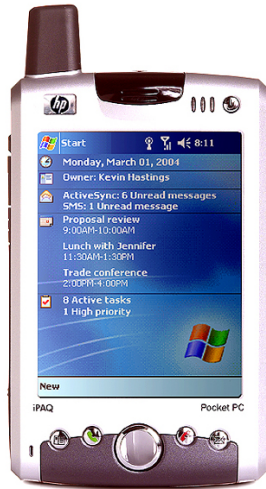 hp
Start 8:11
Monday, March 01, 2004
Owner: Kevin Hastings
ActiveSync: 6 Unread messages
SMS: 1 Unread message
Proposal review
9:00AM-10:00AM
Lunch with Jennifer
11:30AM-1:30PM
Trade conference
2:00PM-4:00PM
8 Active tasks
1 High priority
New
iPAQ Pocket PC